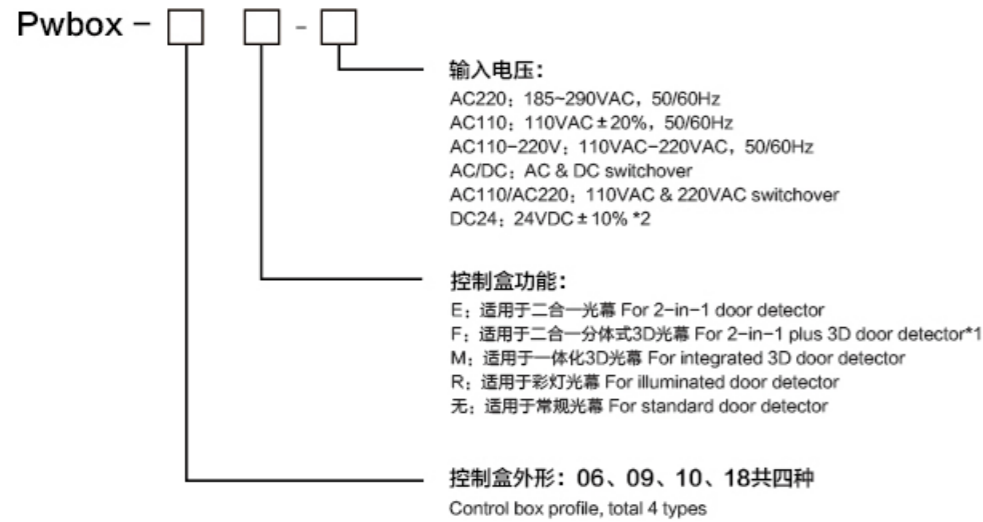 Pwbox-□ □-□
输入电压：
AC220：185~290VAC，50/60Hz
AC110：110VAC±20%，50/60Hz
AC110-220V：110VAC-220VAC，50/60Hz
AC/DC：AC & DC switchover
AC110/AC220：110VAC & 220VAC switchover
DC24：24VDC±10% *2
控制盒功能：
E：适用于二合一光幕 For 2-in-1 door detector
F：适用于二合一分体式3D光幕 For 2-in-1 plus 3D door detector*1
M：适用于一体化3D光幕 For integrated 3D door detector
R：适用于彩灯光幕 For illuminated door detector
无：适用于常规光幕 For standard door detector
控制盒外形：06、09、10、18共四种
Control box profile, total 4 types